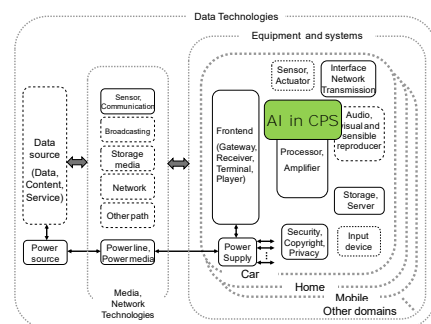 Data Technologies
Equipment and systems
Sensor,
Actuator
Interface
Network
Transmission
Sensor,
Communication
Broadcasting
Storage
media
Network
Other path
Data
source
(Data,
Content,
Service)
Frontend
(Gateway,
Receiver,
Terminal,
Player)
AI in CPS
Processor,
Amplifier
Audio,
visual and
sensible
reproducer
Storage,
Server
Power
source
Power line,
Power media
Power
Supply
Security,
Copyright,
Privacy
Input
device
Car
Home
Mobile
Other domains
Media,
Network
Technologies